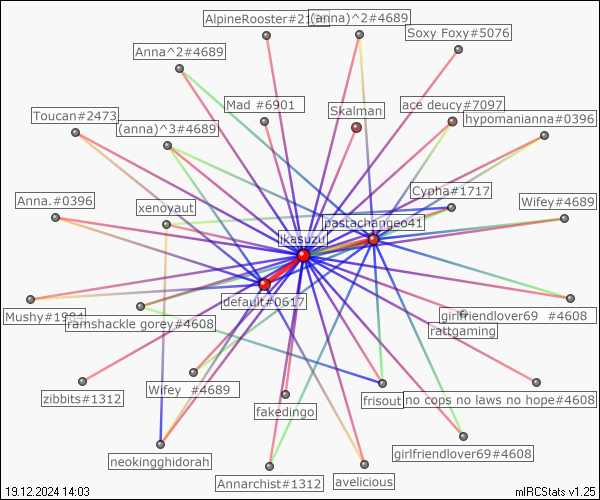 AlpineRooster#2135
(anna)^2#4689
Soxy Foxy#5076
Anna^2#4689
Mad #6901
Skalman
ace deucy#7097
hypomanianna#0396
Toucan#2473
(anna)^3#4689
Anna.#0396
xenoyaut
Cypha#1717
Wifey#4689
pastachangeo41
ikasuzu
default#0617
Mushy#1984
ramshackle gorey#4608
girlfriendlover69 #4608
rattgaming
zibbits#1312
Wifey #4689
fakedingo
frisout
no cops no laws no hope#4608
neokingghidorah
girlfriendlover69#4608
Annarchist#1312
avelicious
19.12.2024 14:03
mIRCStats v1.25